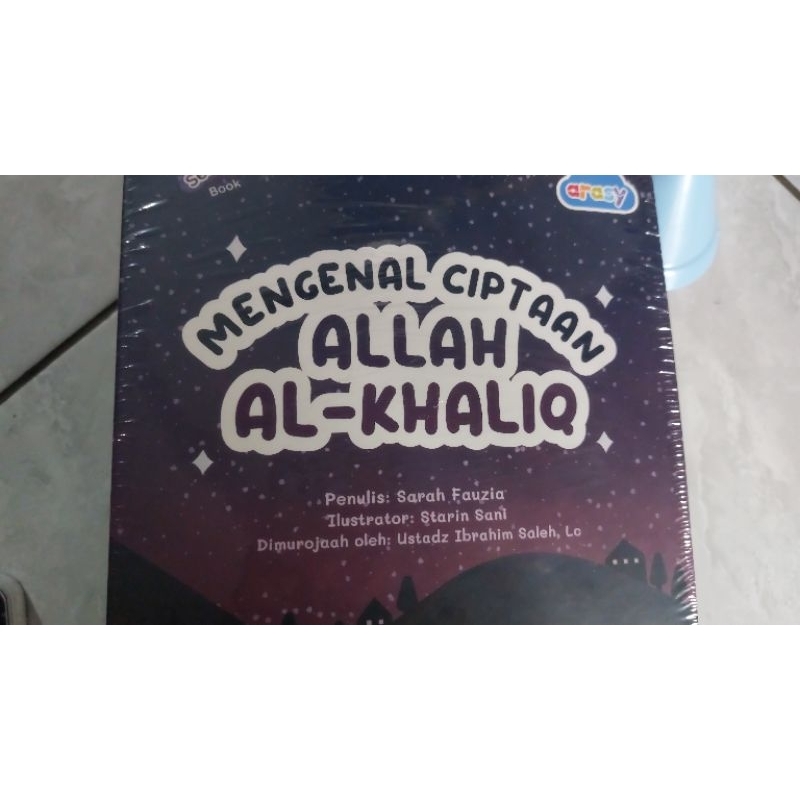 Book
arasy
MENGENAL CIPTAAN
ALLAH
AL-KHALIQ
Penulis: Sarah Fauzia
Ilustrator: Starin Sani
Dimurojaah oleh: Ustadz Ibrahim Saleh, Lc